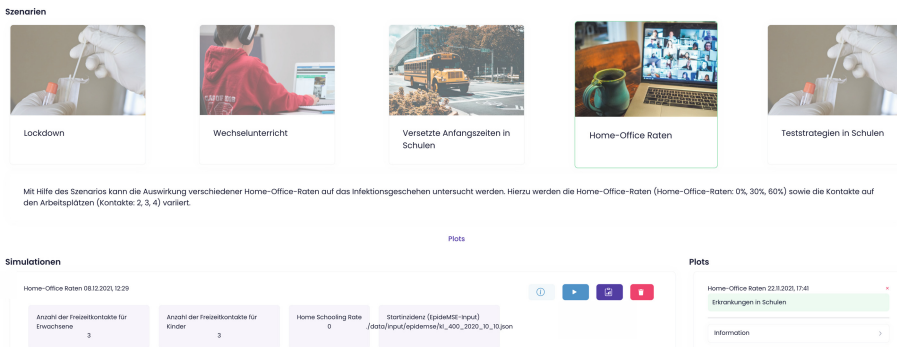 Szenarien
Lockdown
Wechselunterricht
Versetzte Anfangszeiten in
Schulen
Home-Office Raten
Teststrategien in Schulen
Mit Hilfe des Szenarios kann die Auswirkung verschiedener Home-Office-Raten auf das Infektionsgeschehen untersucht werden. Hierzu werden die Home-Office-Raten (Home-Office-Raten: 0%, 30%, 60%) sowie die Kontakte auf
den Arbeitsplätzen (Kontakte: 2, 3, 4) variiert.
Plots
Simulationen
Home-Office Raten 08.12.2021, 12:29
Anzahl der Freizeitkontakte für
Erwachsene
3
Anzahl der Freizeitkontakte für
Kinder
3
Home Schooling Rate
0
Startinzidenz (EpideMSE-Input)
./data/input/epidemse/kl_400_2020_10_10.json
Plots
Home-Office Raten 22.11.2021, 17:41
Erkrankungen in Schulen
Information